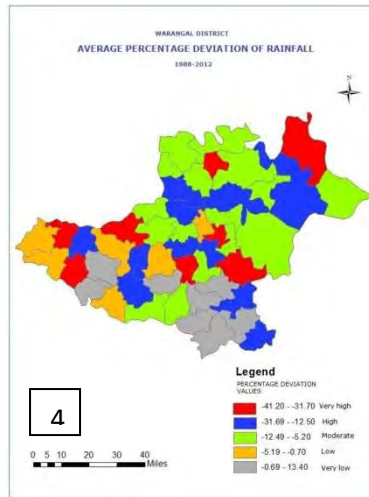 WARANGAL DISTRICT
AVERAGE PERCENTAGE DEVIATION OF RAINFALL
1988-2012
N
Legend
PERCENTAGE DEVIATION
VALUES
-41.20 - -31.70 Very high
-31.69 - -12.50 High
-12.49 - -5.20 Moderate
-5.19 - -0.70 Low
-0.69 - 13.40 Very low
4
0 5 10 20 30 40
Miles